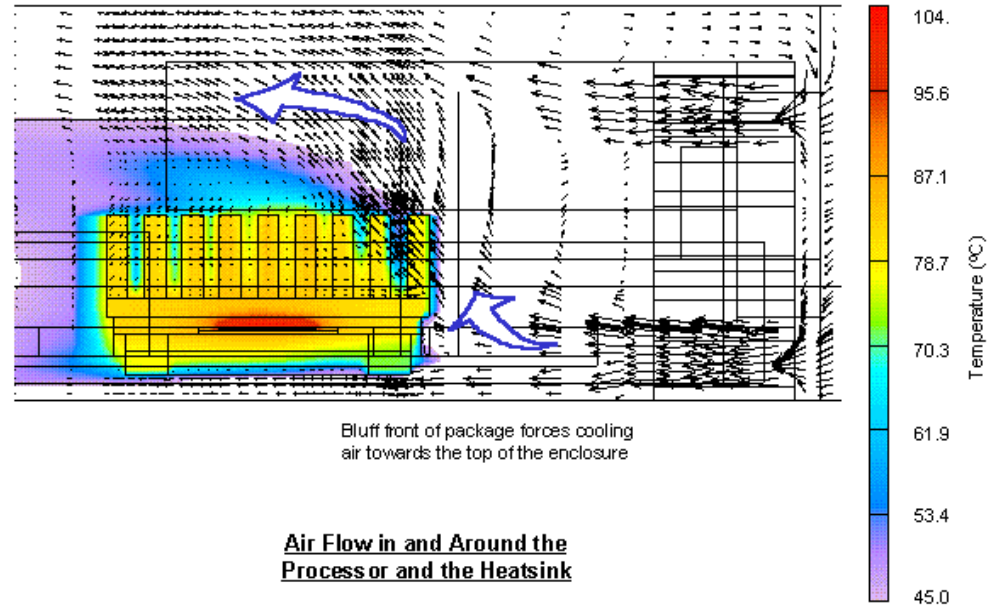 104.
95.6
87.1
78.7
70.3
61.9
53.4
45.0
Temperature (ºC)
Bluff front of package forces cooling
air towards the top of the enclosure
Air Flow in and Around the
Processor and the Heatsink